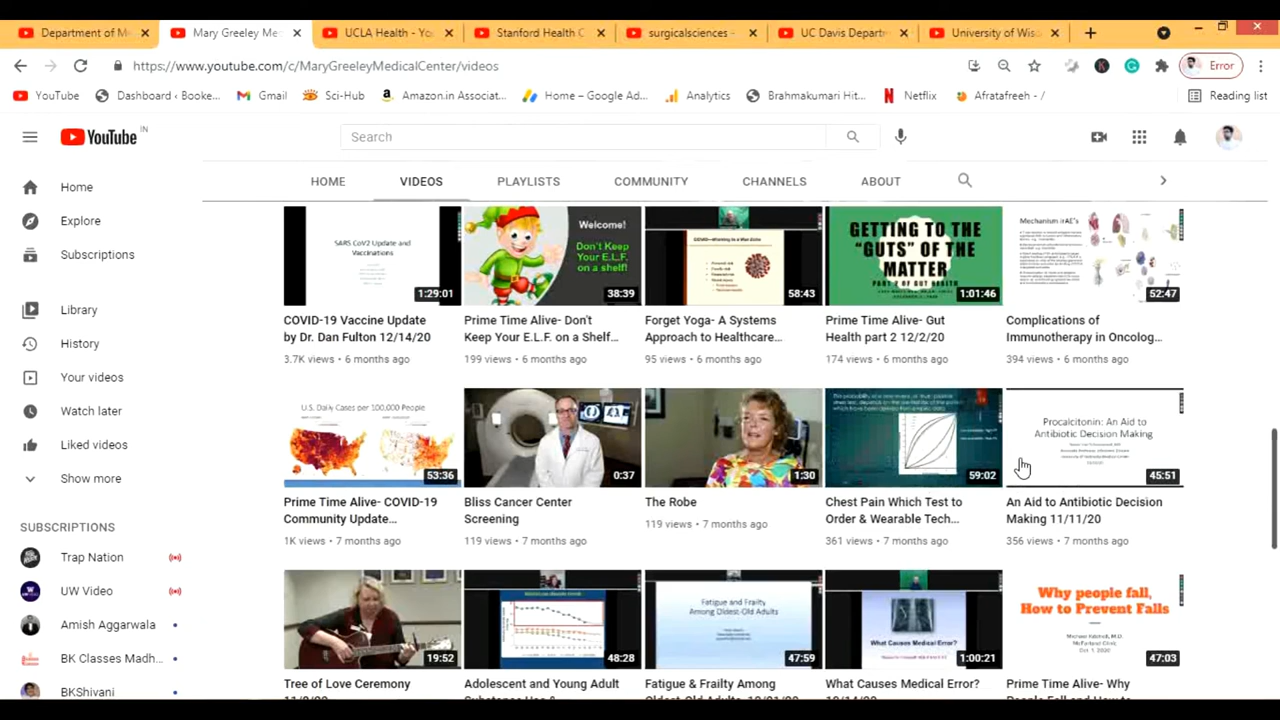 Department of M
Mary Greeley Me
UCLA Health - Yo
Stanford Health C
surgicalsciences -
UC Davis Depart
University of Wis
https://www.youtube.com/c/MaryGreeleyMedicalCenter/videos
Error
YouTube
Dashboard ‹ Booke...
Gmail
Sci-Hub
Amazon.in Associat...
Home – Google Ad...
Analytics
Brahmakumari Hit...
Netflix
Afratafreeh - /
Reading list
YouTube IN
Search
HOME
VIDEOS
PLAYLISTS
COMMUNITY
CHANNELS
ABOUT
Home
Explore
Subscriptions
Library
History
Your videos
Watch later
Liked videos
Show more
SUBSCRIPTIONS
Trap Nation
UW Video
Amish Aggarwala
BK Classes Madh...
BKShivani
SARS CoV2 Update and
Vaccinations
1:29:01
COVID-19 Vaccine Update
by Dr. Dan Fulton 12/14/20
3.7K views • 6 months ago
Welcome!
Don't Keep
Your E.L.F.
on a shelf!
38:39
Prime Time Alive- Don't
Keep Your E.L.F. on a Shelf...
199 views • 6 months ago
58:43
Forget Yoga- A Systems
Approach to Healthcare...
95 views • 6 months ago
GETTING TO THE
"GUTS" OF THE
MATTER
1:01:46
Prime Time Alive- Gut
Health part 2 12/2/20
174 views • 6 months ago
Mechanism irAE's
52:47
Complications of
Immunotherapy in Oncolog...
394 views • 6 months ago
U.S. Daily Cases per 100,000 People
53:36
Prime Time Alive- COVID-19
Community Update...
1K views • 7 months ago
0:37
Bliss Cancer Center
Screening
119 views • 7 months ago
1:30
The Robe
119 views • 7 months ago
59:02
Chest Pain Which Test to
Order & Wearable Tech...
361 views • 7 months ago
Procalcitonin: An Aid to
Antibiotic Decision Making
45:51
An Aid to Antibiotic Decision
Making 11/11/20
356 views • 7 months ago
19:52
Tree of Love Ceremony
48:28
Adolescent and Young Adult
Fatigue and Frailty
Among Oldest-Old Adults
47:59
Fatigue & Frailty Among
What Causes Medical Error?
1:00:21
What Causes Medical Error?
Why people fall,
How to Prevent Falls
Oct. 1, 2020
47:03
Prime Time Alive- Why